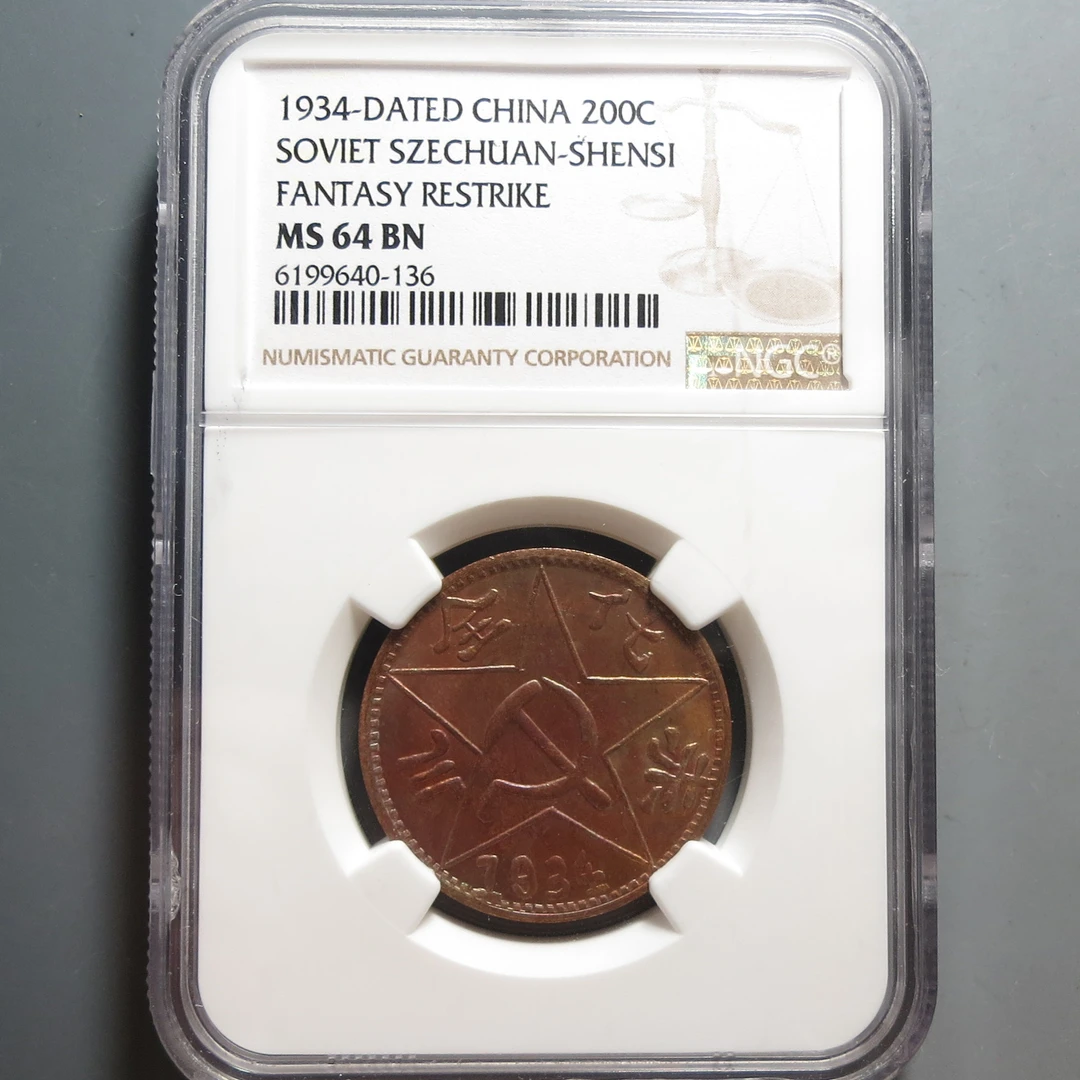 1934-DATED CHINA 200C
SOVIET SZECHUAN-SHENSI
FANTASY RESTRIKE
MS 64 BN
6199640-136
NUMISMATIC GUARANTY CORPORATION
NGC®
1934